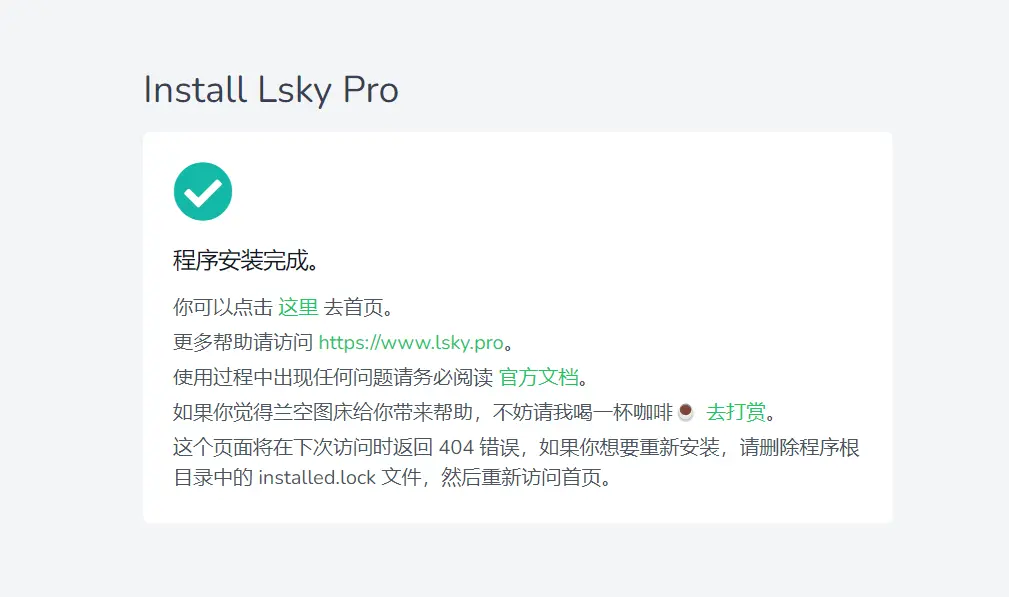 Install Lsky Pro
程序安装完成。
你可以点击 这里 去首页。
更多帮助请访问 https://www.lsky.pro。
使用过程中出现任何问题请务必阅读 官方文档。
如果你觉得兰空图床给你带来帮助，不妨请我喝一杯咖啡☕ 去打赏。
这个页面将在下次访问时返回 404 错误，如果你想要重新安装，请删除程序根
目录中的 installed.lock 文件，然后重新访问首页。